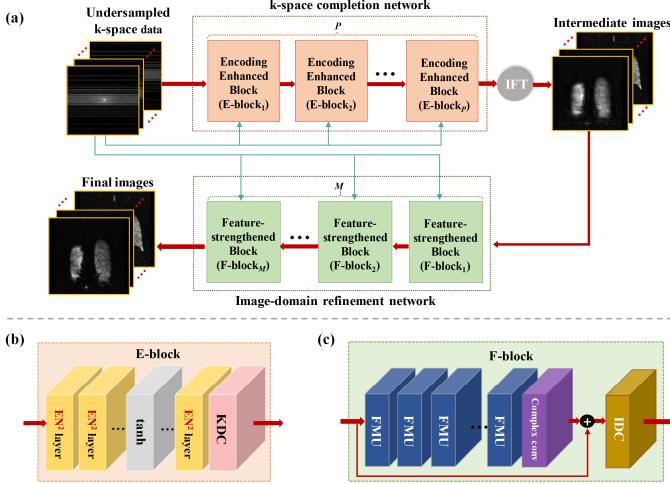 (a)
Undersampled
k-space data
k-space completion network
P
Encoding
Enhanced
Block
(E-block1)
Encoding
Enhanced
Block
(E-block2)
•••
Encoding
Enhanced
Block
(E-blockP)
IFT
Intermediate images
Final images
M
Feature-
strengthened
Block
(F-blockM)
•••
Feature-
strengthened
Block
(F-block2)
Feature-
strengthened
Block
(F-block1)
Image-domain refinement network
(b)
E-block
EN² layer
EN² layer
...
tanh
...
EN² layer
KDC
(c)
F-block
FMU
FMU
FMU
...
FMU
Complex conv
+
IDC